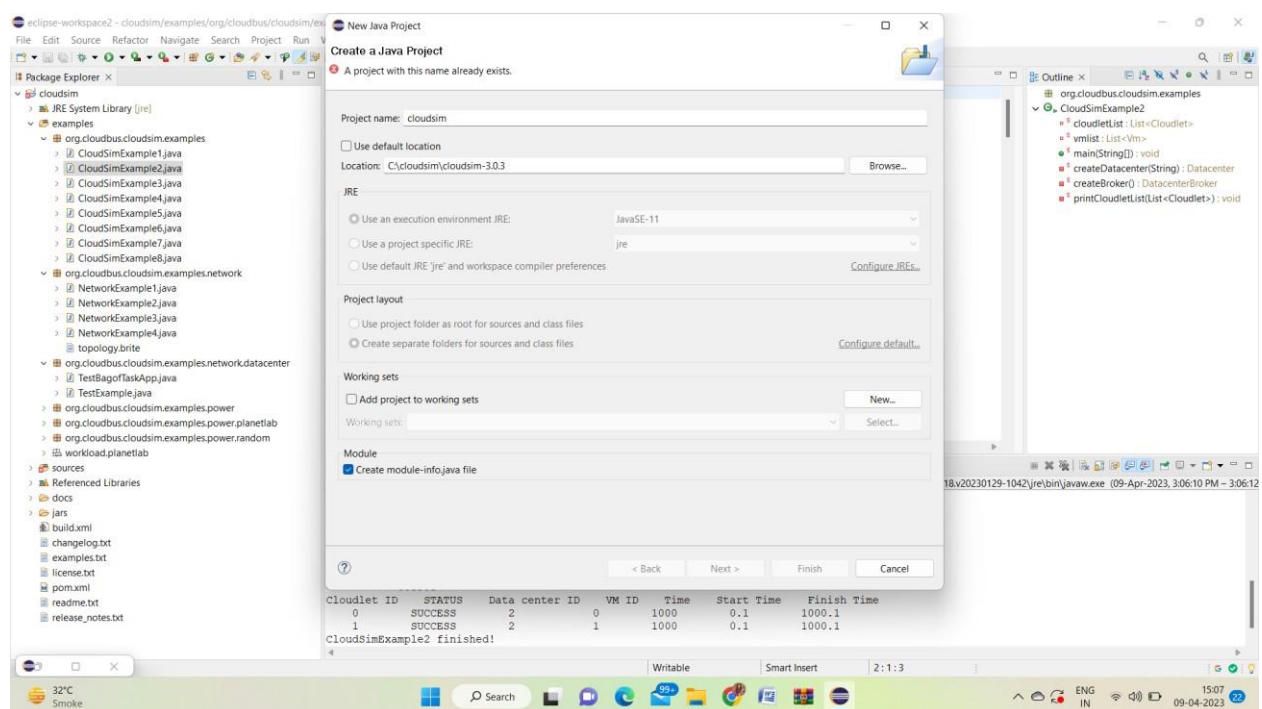 eclipse-workspace2 - cloudsim/examples/org/cloudbus/cloudsim/ex
File Edit Source Refactor Navigate Search Project Run
Package Explorer ×
cloudsim
JRE System Library [jre]
examples
org.cloudbus.cloudsim.examples
CloudSimExample1.java
CloudSimExample2.java
CloudSimExample3.java
CloudSimExample4.java
CloudSimExample5.java
CloudSimExample6.java
CloudSimExample7.java
CloudSimExample8.java
org.cloudbus.cloudsim.examples.network
NetworkExample1.java
NetworkExample2.java
NetworkExample3.java
NetworkExample4.java
topology.brite
org.cloudbus.cloudsim.examples.network.datacenter
TestBagofTaskApp.java
TestExample.java
org.cloudbus.cloudsim.examples.power
org.cloudbus.cloudsim.examples.power.planetlab
org.cloudbus.cloudsim.examples.power.random
workload.planetlab
sources
Referenced Libraries
docs
jars
build.xml
changelog.txt
examples.txt
license.txt
pom.xml
readme.txt
release_notes.txt
New Java Project
Create a Java Project
A project with this name already exists.
Project name: cloudsim
Use default location
Location: C:\cloudsim\cloudsim-3.0.3 Browse...
JRE
Use an execution environment JRE: JavaSE-11
Use a project specific JRE: jre
Use default JRE 'jre' and workspace compiler preferences Configure JREs...
Project layout
Use project folder as root for sources and class files
Create separate folders for sources and class files Configure default...
Working sets
Add project to working sets New...
Working sets: Select...
Module
Create module-info.java file
? < Back Next > Finish Cancel
Outline ×
org.cloudbus.cloudsim.examples
CloudSimExample2
cloudletList : List<Cloudlet>
vmlist : List<Vm>
main(String[]) : void
createDatacenter(String) : Datacenter
createBroker() : DatacenterBroker
printCloudletList(List<Cloudlet>) : void
18.v20230129-1042\jre\bin\javaw.exe (09-Apr-2023, 3:06:10 PM – 3:06:12
Cloudlet ID STATUS Data center ID VM ID Time Start Time Finish Time
0 SUCCESS 2 0 1000 0.1 1000.1
1 SUCCESS 2 1 1000 0.1 1000.1
CloudSimExample2 finished!
Writable Smart Insert 2 : 1 : 3
32°C
Smoke
Search
99+
ENG
IN
15:07
09-04-2023
22